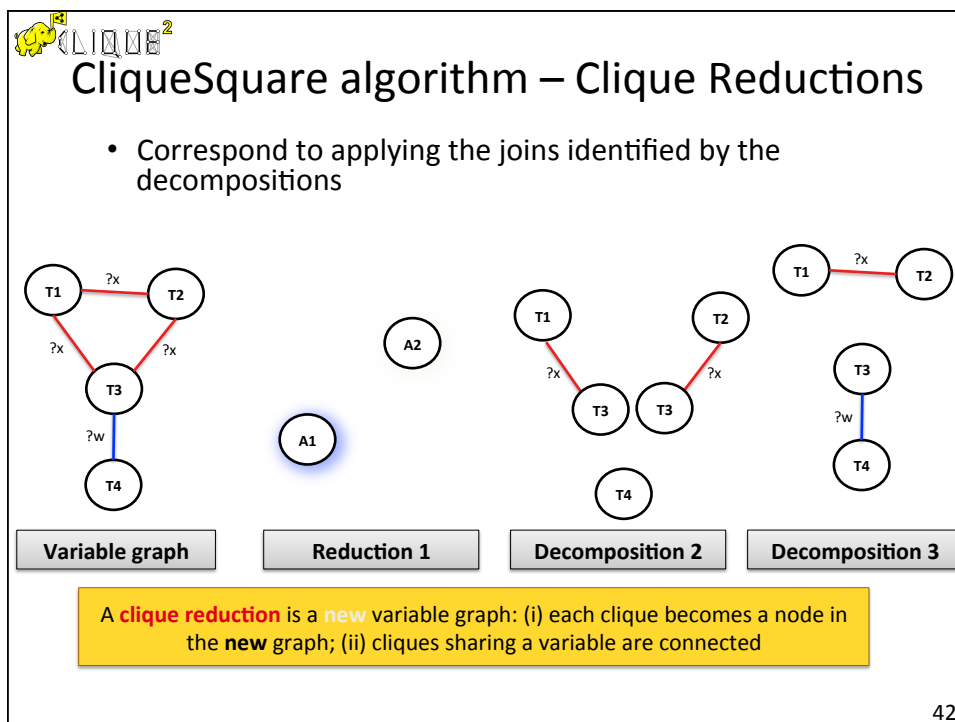 CLIQUE²
CliqueSquare algorithm – Clique Reductions
• Correspond to applying the joins identified by the
decompositions
T1
?x
T2
?x
?x
T3
?w
T4
Variable graph
A2
A1
Reduction 1
T1
T2
?x
?x
T3
T3
T4
Decomposition 2
T1
?x
T2
T3
?w
T4
Decomposition 3
A clique reduction is a new variable graph: (i) each clique becomes a node in
the new graph; (ii) cliques sharing a variable are connected
42